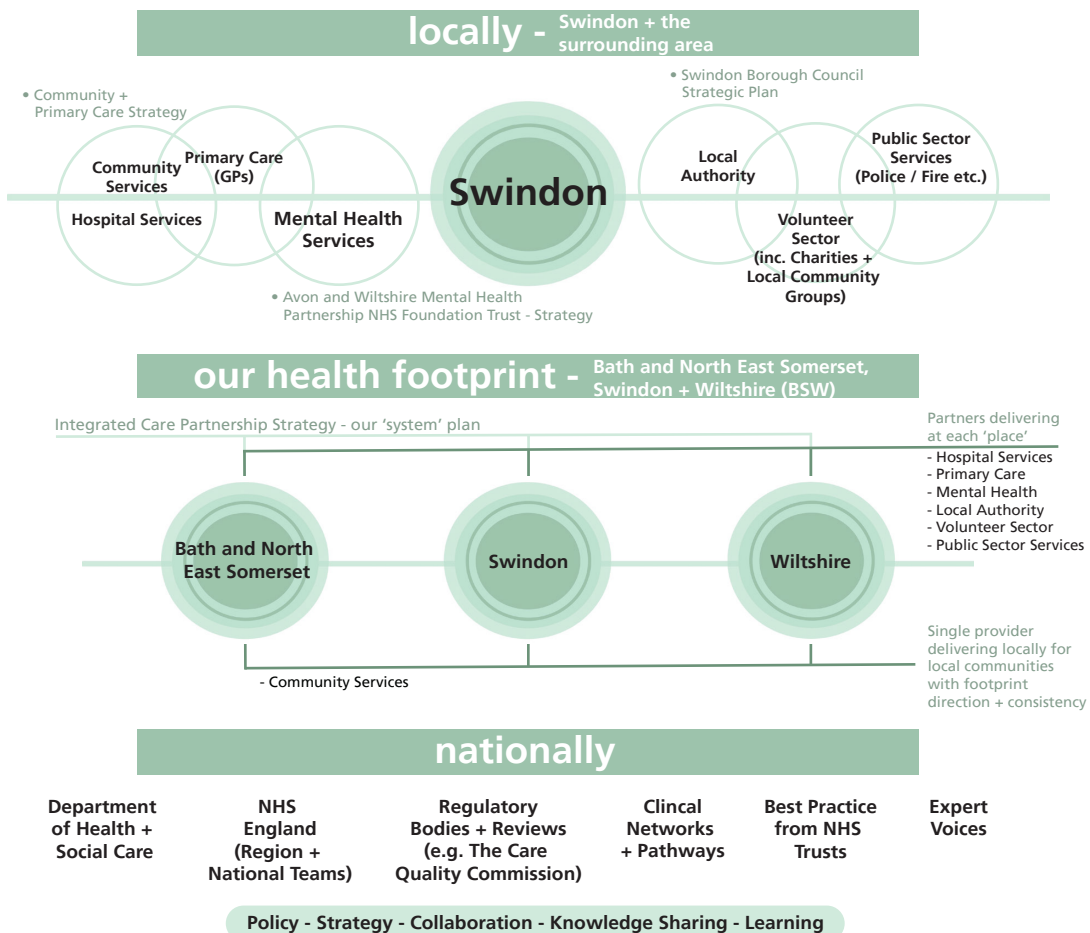 locally - Swindon + the
surrounding area
• Community +
Primary Care Strategy
• Swindon Borough Council
Strategic Plan
Community
Services
Primary Care
(GPs)
Hospital Services
Mental Health
Services
Swindon
Local
Authority
Public Sector
Services
(Police / Fire etc.)
Volunteer
Sector
(inc. Charities +
Local Community
Groups)
• Avon and Wiltshire Mental Health
Partnership NHS Foundation Trust - Strategy
our health footprint - Bath and North East Somerset,
Swindon + Wiltshire (BSW)
Integrated Care Partnership Strategy - our ‘system’ plan
Partners delivering
at each ‘place’
- Hospital Services
- Primary Care
- Mental Health
- Local Authority
- Volunteer Sector
- Public Sector Services
Bath and North
East Somerset
Swindon
Wiltshire
- Community Services
Single provider
delivering locally for
local communities
with footprint
direction + consistency
nationally
Department
of Health +
Social Care
NHS
England
(Region +
National Teams)
Regulatory
Bodies + Reviews
(e.g. The Care
Quality Commission)
Clincal
Networks
+ Pathways
Best Practice
from NHS
Trusts
Expert
Voices
Policy - Strategy - Collaboration - Knowledge Sharing - Learning